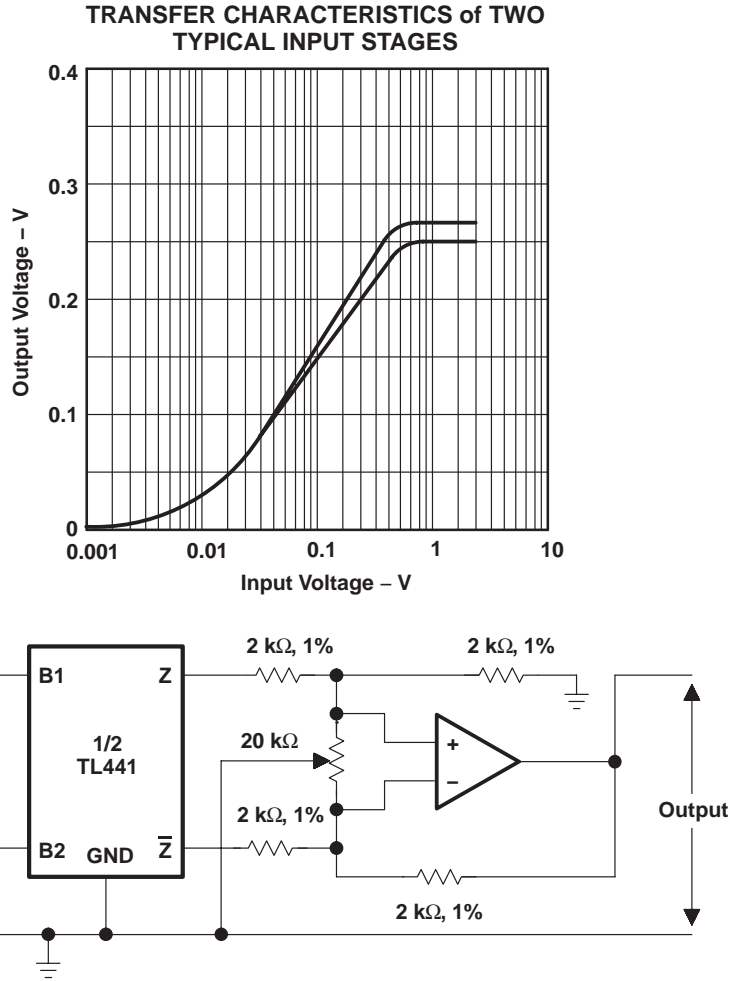 TRANSFER CHARACTERISTICS of TWO
TYPICAL INPUT STAGES
0.4
0.3
0.2
0.1
0
Output Voltage – V
0.001 0.01 0.1 1 10
Input Voltage – V
2 kΩ, 1% 2 kΩ, 1%
B1 Z
1/2
TL441
20 kΩ
+
–
Output
2 kΩ, 1%
B2 GND Z̅
2 kΩ, 1%